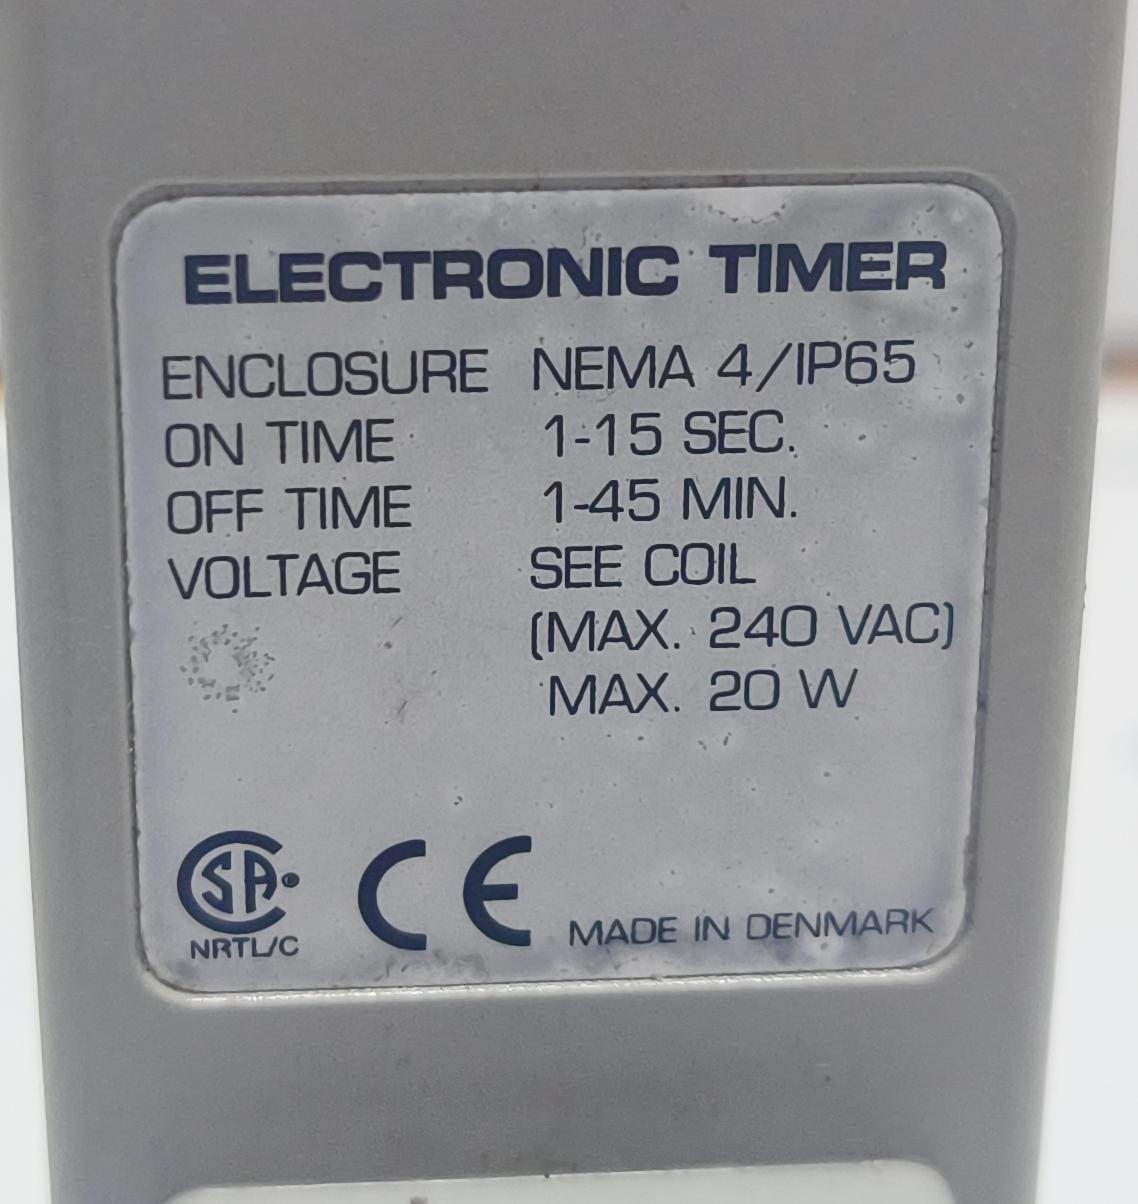 ELECTRONIC TIMER
ENCLOSURE NEMA 4/IP65
ON TIME 1-15 SEC.
OFF TIME 1-45 MIN.
VOLTAGE SEE COIL
(MAX. 240 VAC)
MAX. 20 W
SA
NRTL/C
CE
MADE IN DENMARK